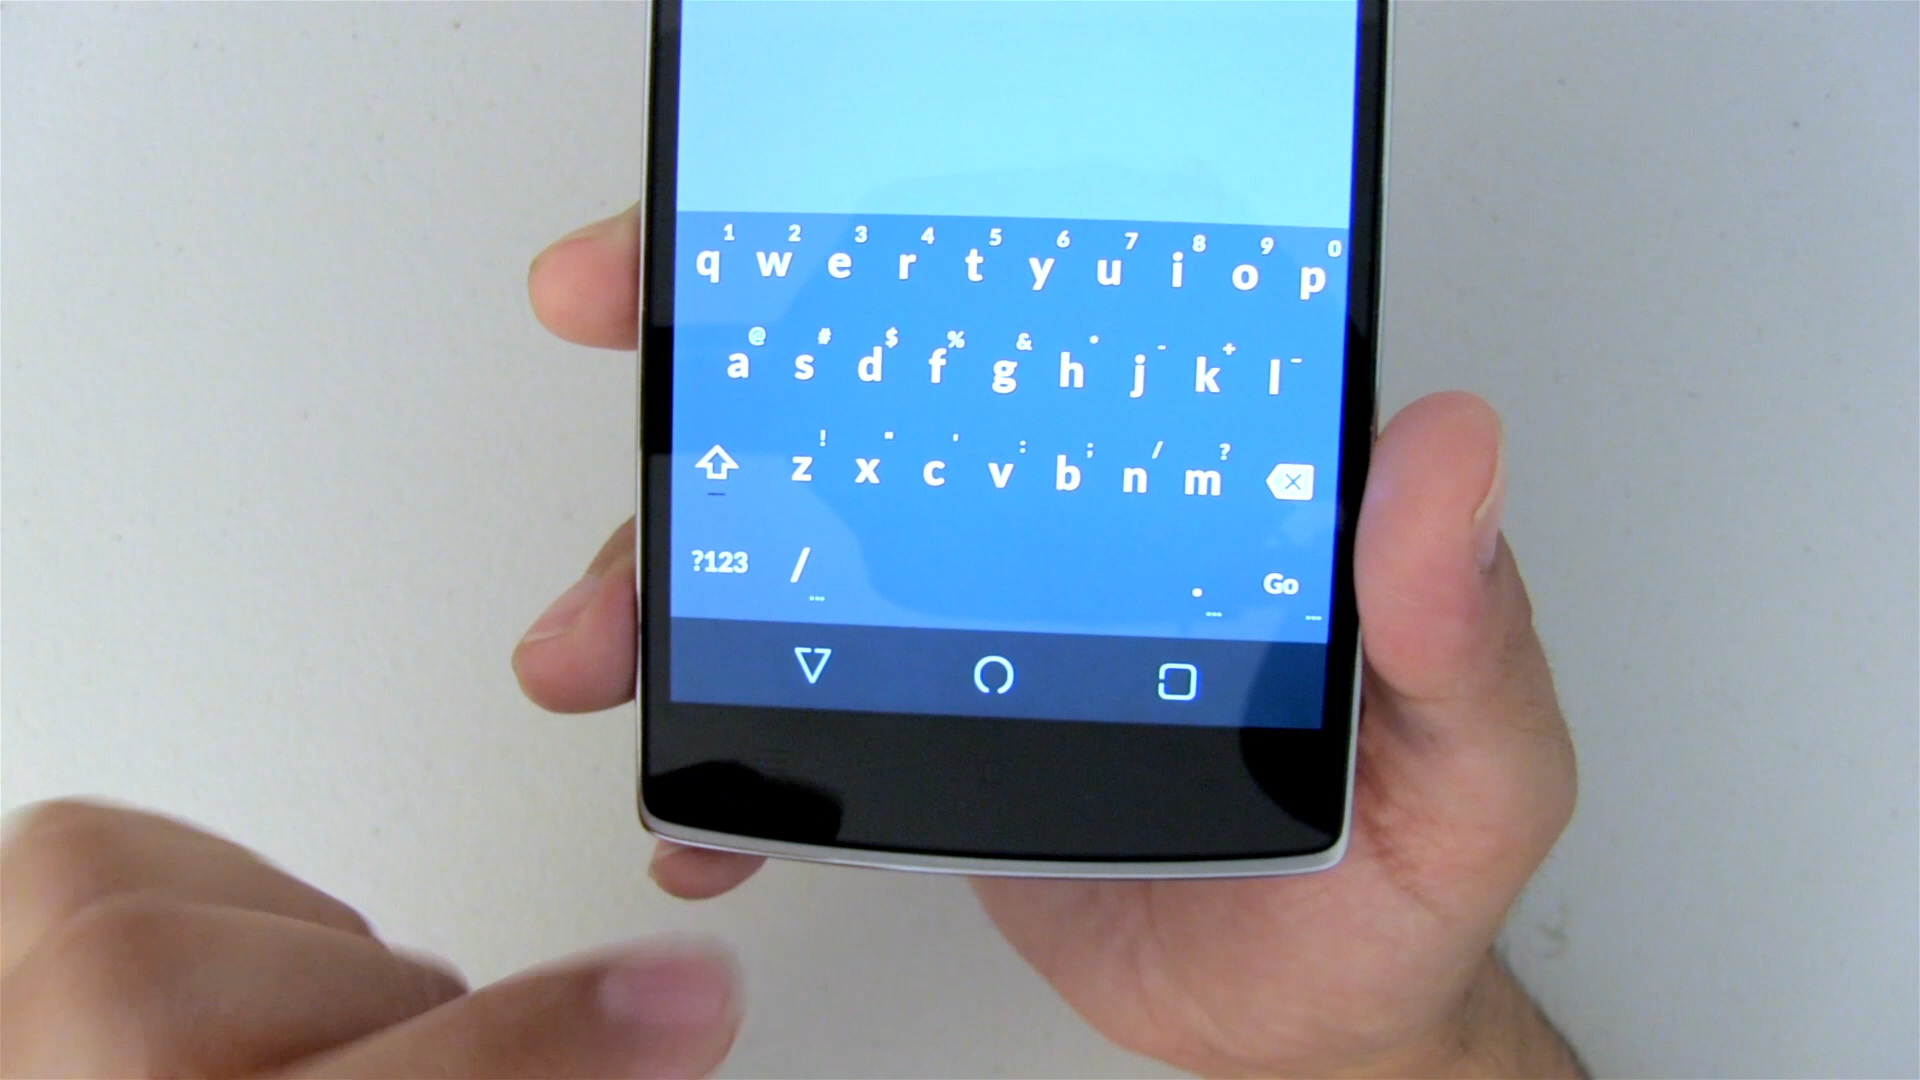 1 2 3 4 5 6 7 8 9 0
q w e r t y u i o p
@ # $ % & * - + -
a s d f g h j k l
! " ' : ; / ?
z x c v b n m
?123 / . Go